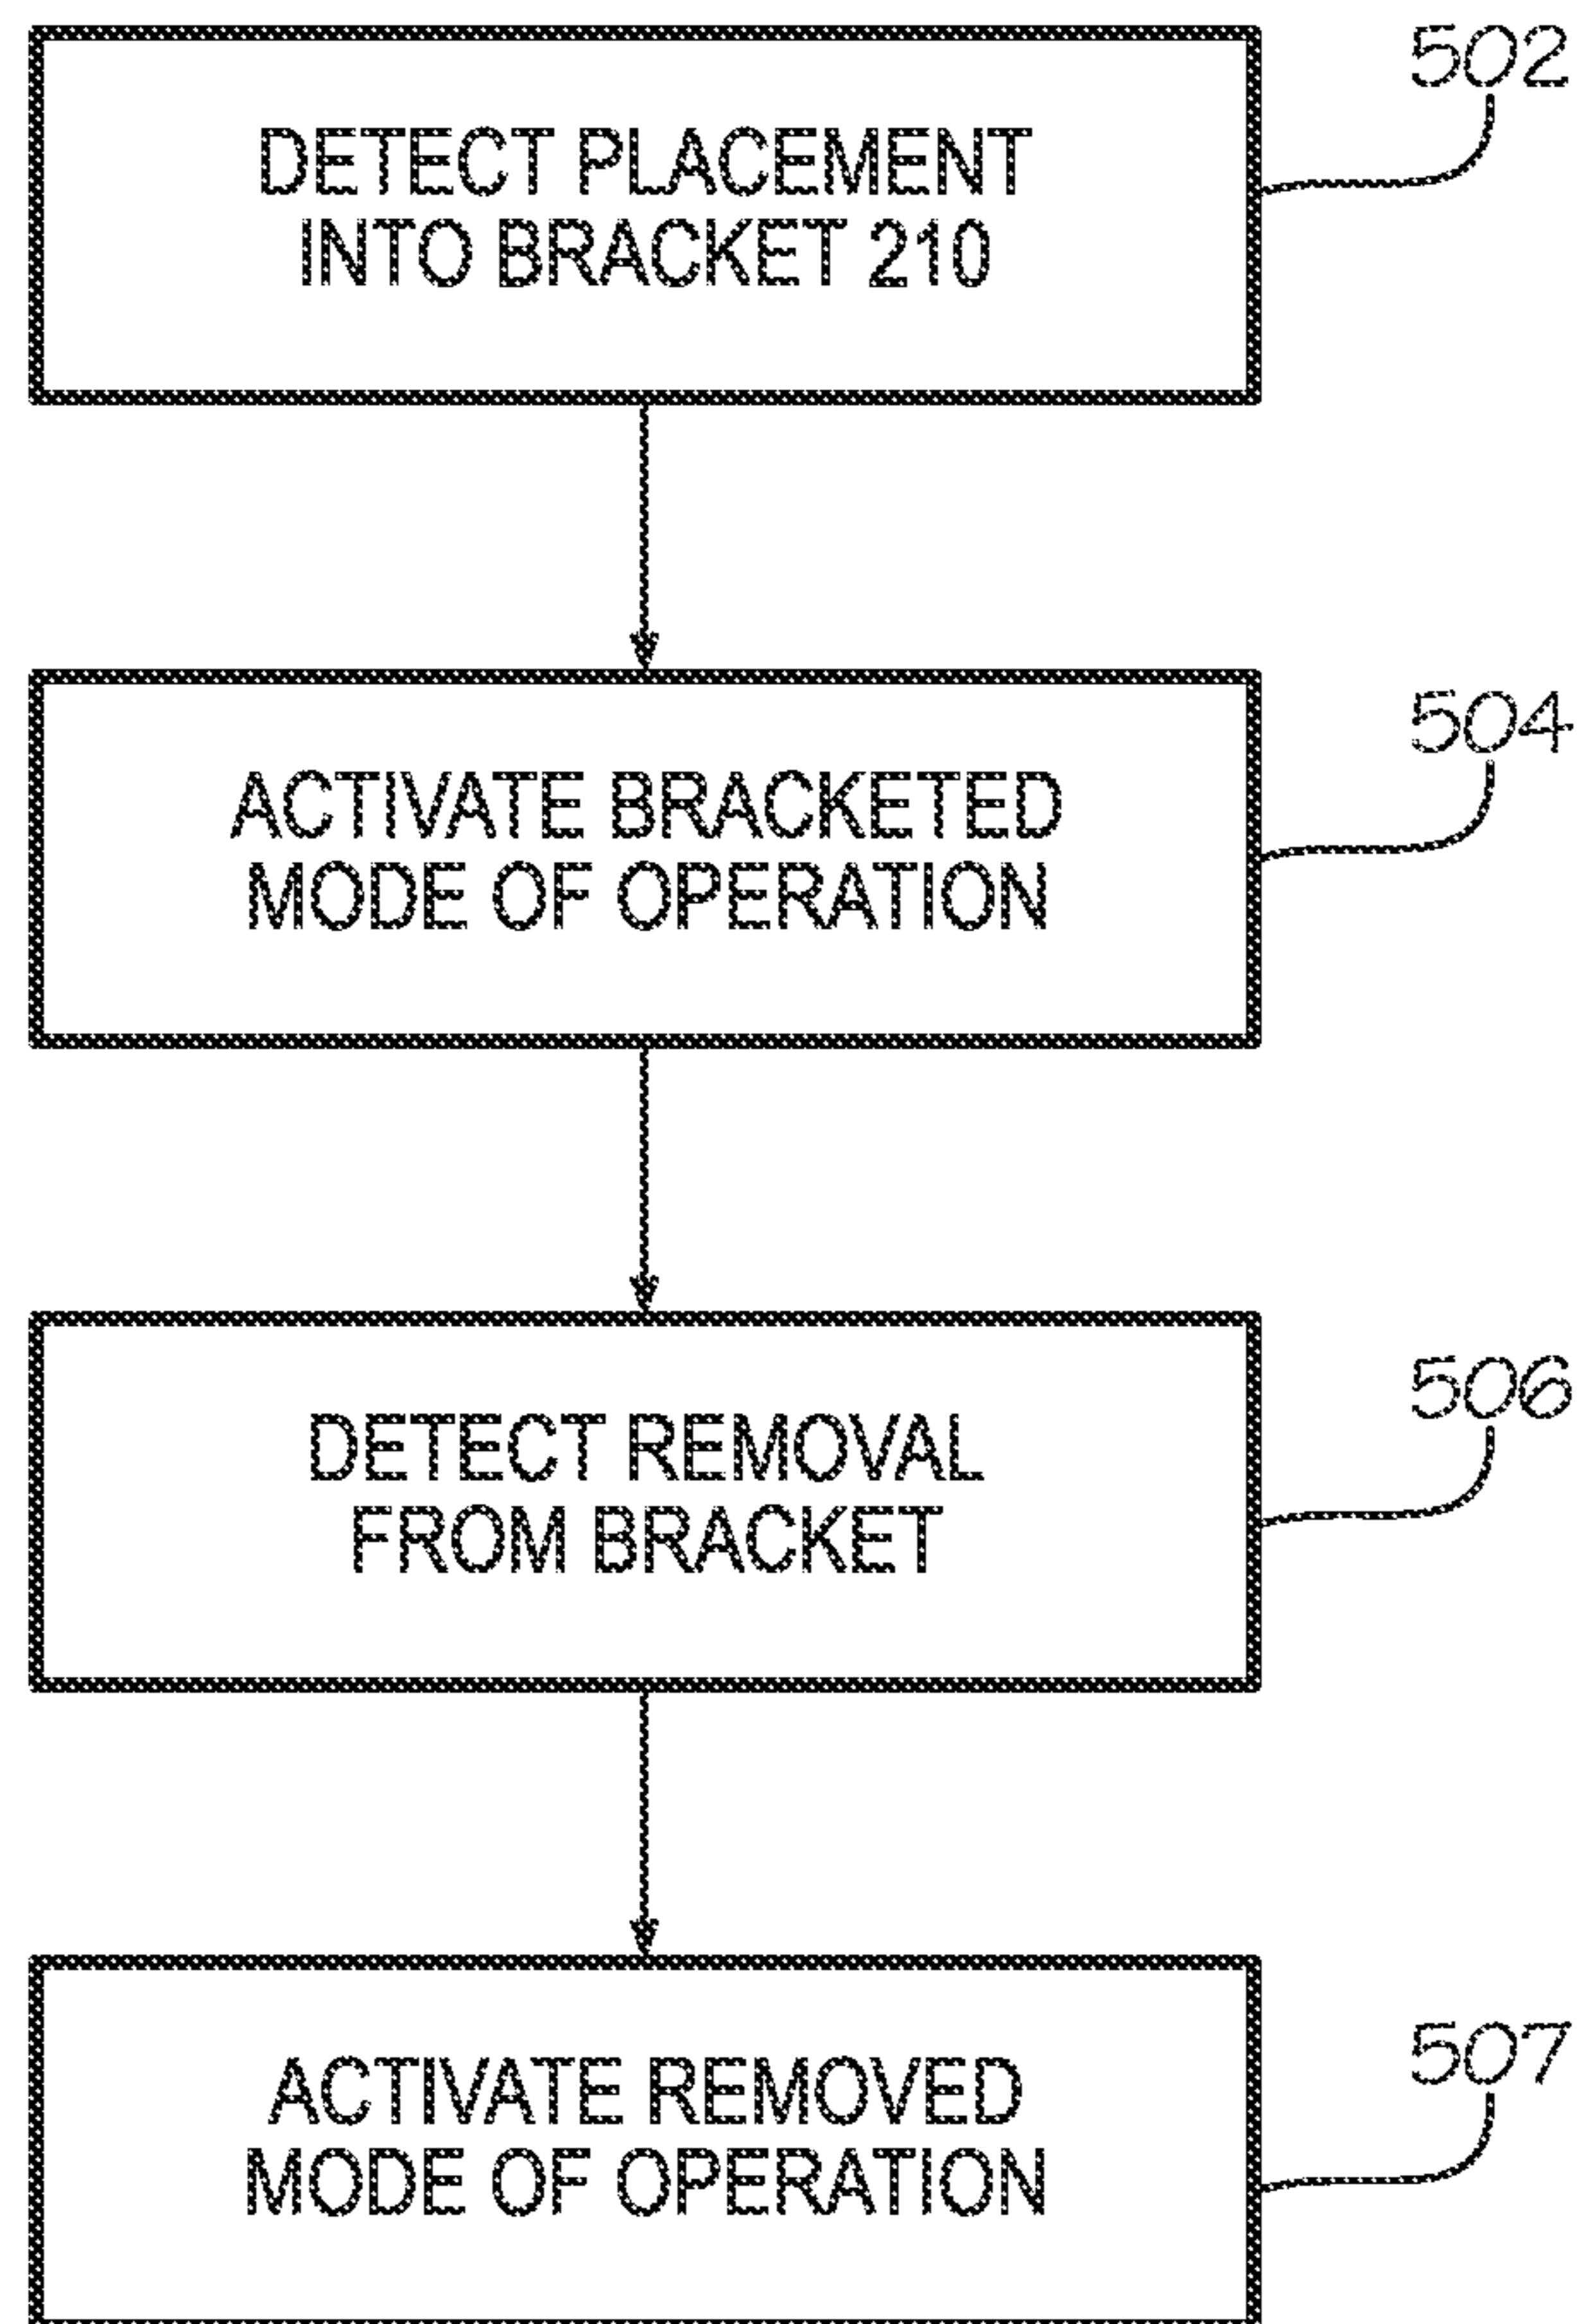 502
DETECT PLACEMENT
INTO BRACKET 210
504
ACTIVATE BRACKETED
MODE OF OPERATION
506
DETECT REMOVAL
FROM BRACKET
507
ACTIVATE REMOVED
MODE OF OPERATION